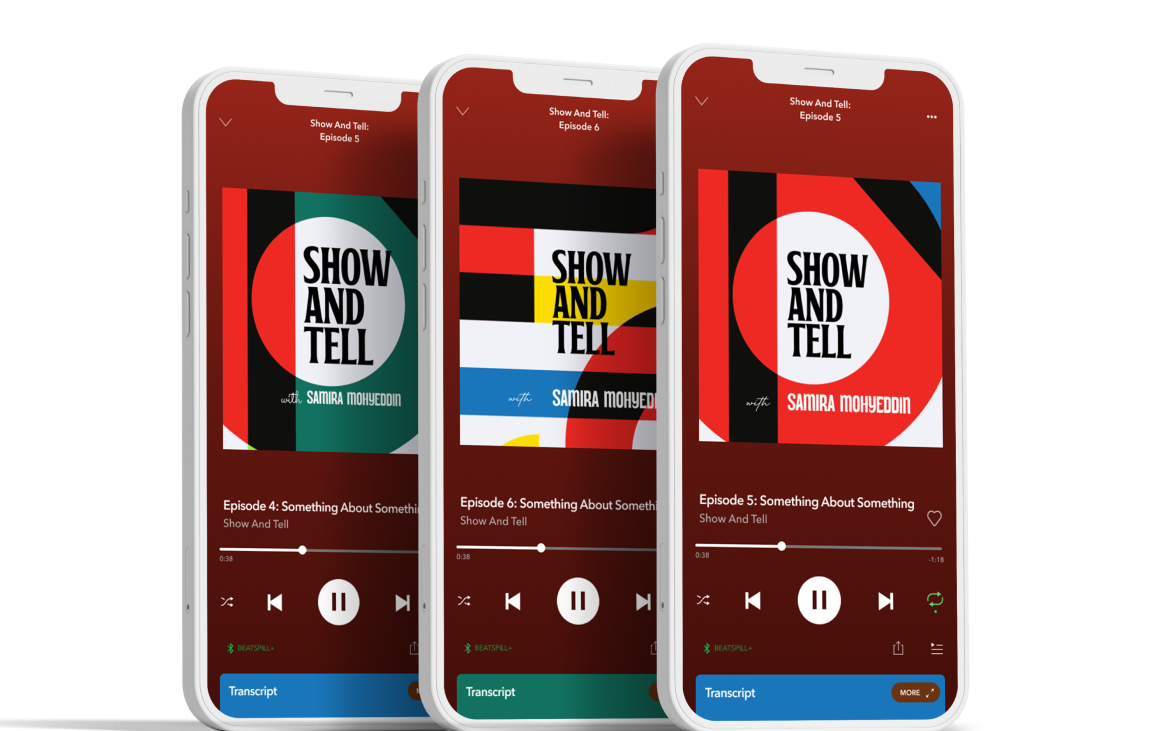 Show And Tell:
Episode 5
SHOW
AND
TELL
with SAMIRA MOHYEDDIN
Episode 4: Something About
Show And Tell
0:38
BEATSPILL+
Transcript
Show And Tell:
Episode 6
SHOW
AND
TELL
with SAMIRA
Episode 6: Something About
Show And Tell
0:38
BEATSPILL+
Transcript
Show And Tell:
Episode 5
SHOW
AND
TELL
with SAMIRA MOHYEDDIN
Episode 5: Something About Something
Show And Tell
0:38
-1:18
BEATSPILL+
Transcript
MORE